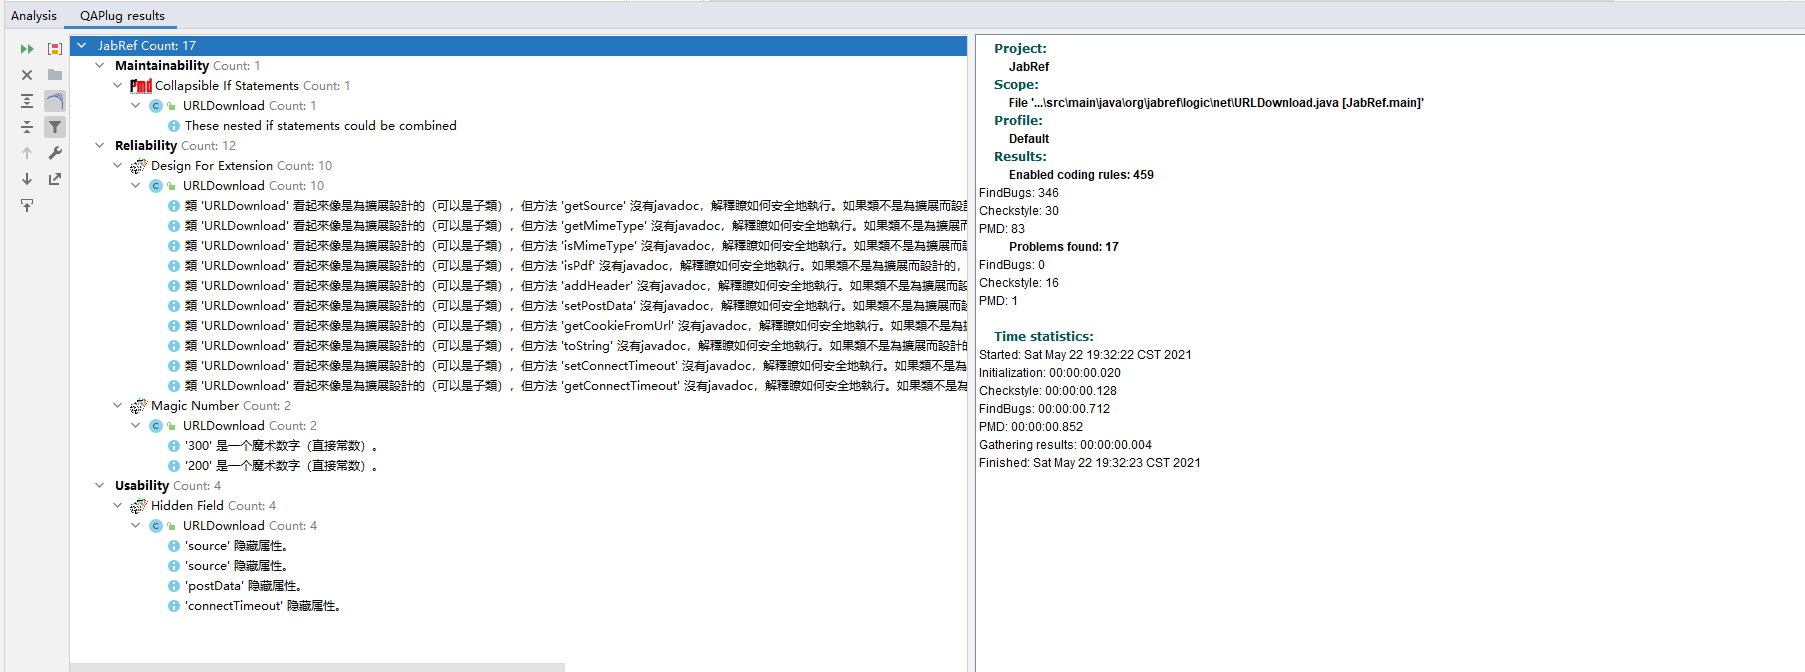 Analysis QAPlug results
JabRef Count: 17
Maintainability Count: 1
pmd Collapsible If Statements Count: 1
C URLDownload Count: 1
These nested if statements could be combined
Reliability Count: 12
Design For Extension Count: 10
C URLDownload Count: 10
類 'URLDownload' 看起來像是為擴展設計的（可以是子類），但方法 'getSource' 沒有javadoc，解釋瞭如何安全地執行。如果類不是為擴展而設
類 'URLDownload' 看起來像是為擴展設計的（可以是子類），但方法 'getMimeType' 沒有javadoc，解釋瞭如何安全地執行。如果類不是為擴展而
類 'URLDownload' 看起來像是為擴展設計的（可以是子類），但方法 'isMimeType' 沒有javadoc，解釋瞭如何安全地執行。如果類不是為擴展而
類 'URLDownload' 看起來像是為擴展設計的（可以是子類），但方法 'isPdf' 沒有javadoc，解釋瞭如何安全地執行。如果類不是為擴展而設計的，
類 'URLDownload' 看起來像是為擴展設計的（可以是子類），但方法 'addHeader' 沒有javadoc，解釋瞭如何安全地執行。如果類不是為擴展而
類 'URLDownload' 看起來像是為擴展設計的（可以是子類），但方法 'setPostData' 沒有javadoc，解釋瞭如何安全地執行。如果類不是為擴展而
類 'URLDownload' 看起來像是為擴展設計的（可以是子類），但方法 'getCookieFromUrl' 沒有javadoc，解釋瞭如何安全地執行。如果類不是為
類 'URLDownload' 看起來像是為擴展設計的（可以是子類），但方法 'toString' 沒有javadoc，解釋瞭如何安全地執行。如果類不是為擴展而設計
類 'URLDownload' 看起來像是為擴展設計的（可以是子類），但方法 'setConnectTimeout' 沒有javadoc，解釋瞭如何安全地執行。如果類不是為
類 'URLDownload' 看起來像是為擴展設計的（可以是子類），但方法 'getConnectTimeout' 沒有javadoc，解釋瞭如何安全地執行。如果類不是為
Magic Number Count: 2
C URLDownload Count: 2
'300' 是一个魔术数字（直接常数）。
'200' 是一个魔术数字（直接常数）。
Usability Count: 4
Hidden Field Count: 4
C URLDownload Count: 4
'source' 隐藏属性。
'source' 隐藏属性。
'postData' 隐藏属性。
'connectTimeout' 隐藏属性。
Project:
JabRef
Scope:
File '...\src\main\java\org\jabref\logic\net\URLDownload.java [JabRef.main]'
Profile:
Default
Results:
Enabled coding rules: 459
FindBugs: 346
Checkstyle: 30
PMD: 83
Problems found: 17
FindBugs: 0
Checkstyle: 16
PMD: 1
Time statistics:
Started: Sat May 22 19:32:22 CST 2021
Initialization: 00:00:00.020
Checkstyle: 00:00:00.128
FindBugs: 00:00:00.712
PMD: 00:00:00.852
Gathering results: 00:00:00.004
Finished: Sat May 22 19:32:23 CST 2021